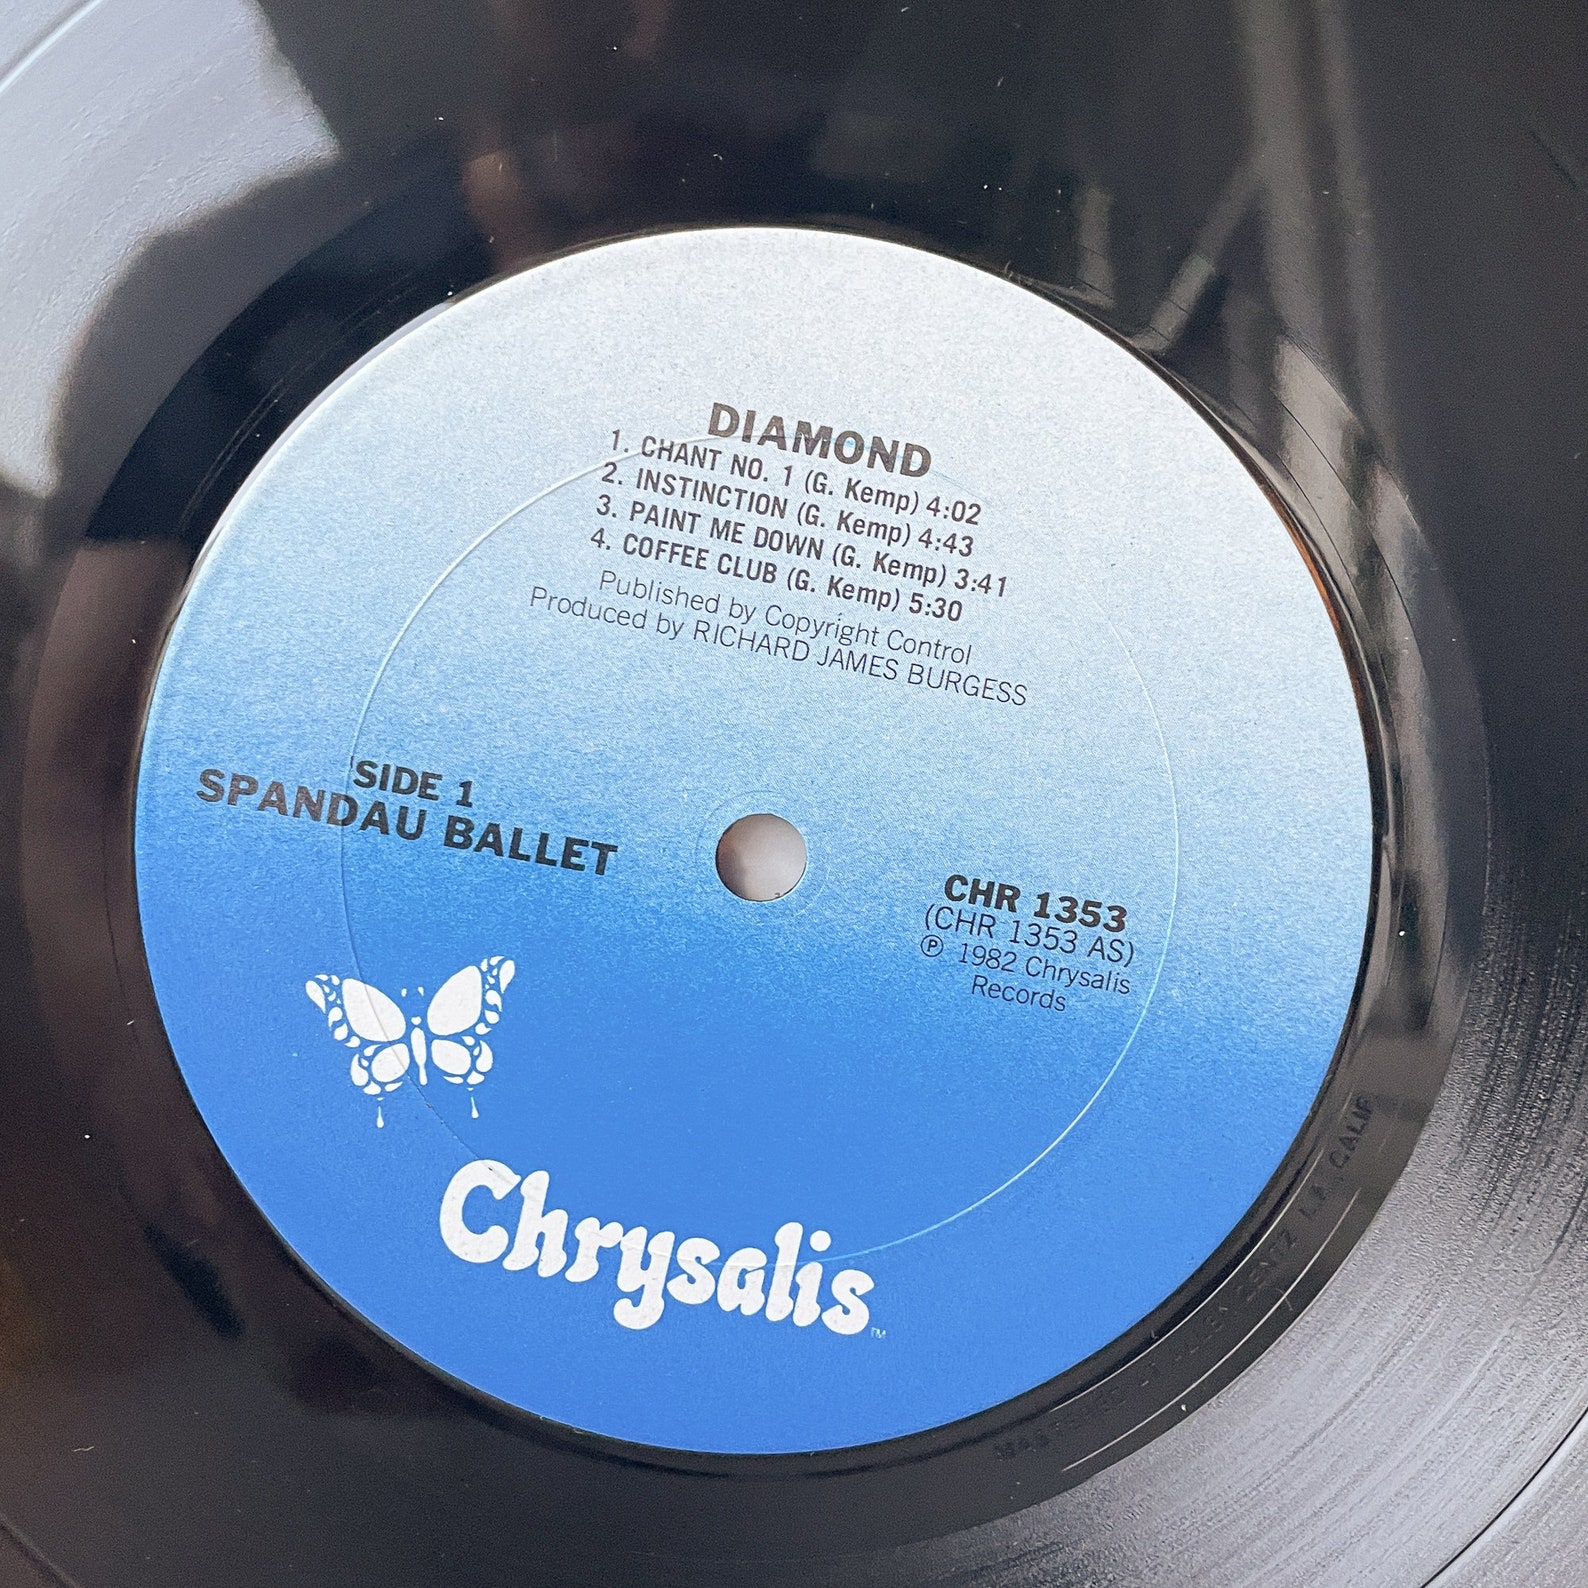 DIAMOND
1. CHANT NO. 1 (G. Kemp) 4:02
2. INSTINCTION (G. Kemp) 4:43
3. PAINT ME DOWN (G. Kemp) 3:41
4. COFFEE CLUB (G. Kemp) 5:30
Published by Copyright Control
Produced by RICHARD JAMES BURGESS
SIDE 1
SPANDAU BALLET
CHR 1353
(CHR 1353 AS)
℗ 1982 Chrysalis
Records
Chrysalis™
L.A. CALIF